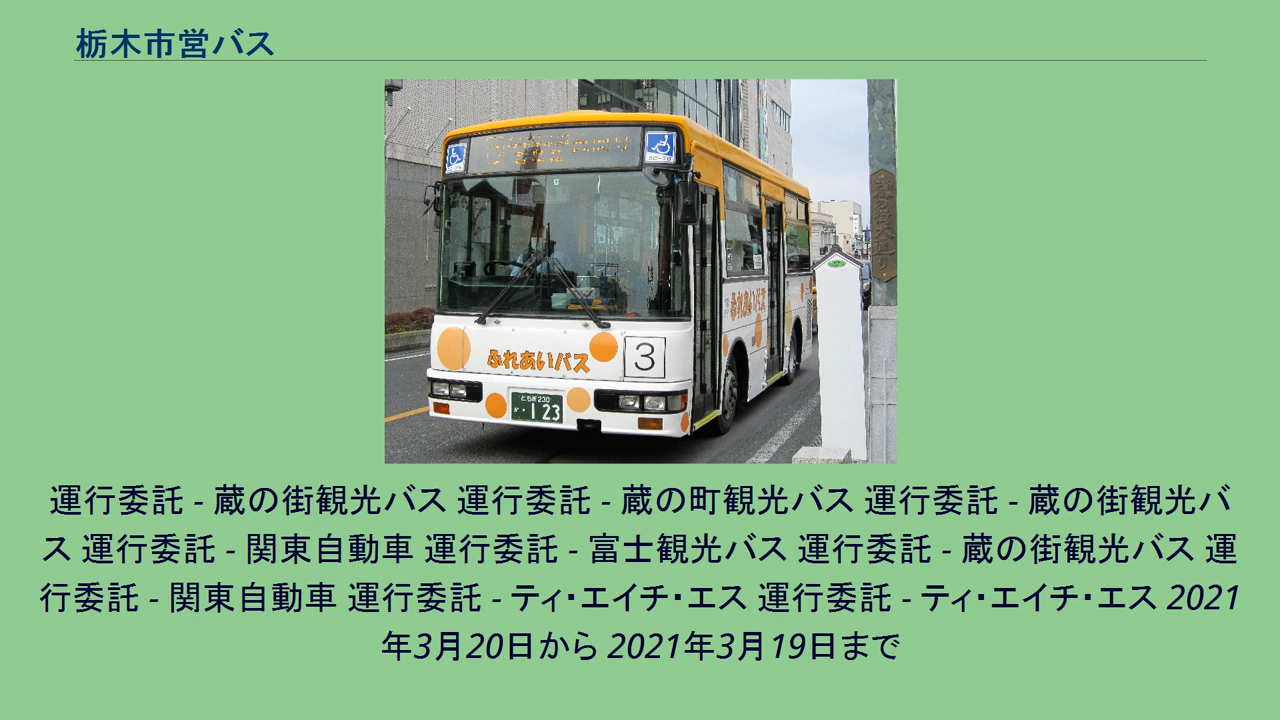 栃木市営バス
ふれあいバス
3
とちぎ230
・123
ふれあいバス
運行委託 - 蔵の街観光バス 運行委託 - 蔵の町観光バス 運行委託 - 蔵の街観光バ
ス 運行委託 - 関東自動車 運行委託 - 富士観光バス 運行委託 - 蔵の街観光バス 運
行委託 - 関東自動車 運行委託 - ティ・エイチ・エス 運行委託 - ティ・エイチ・エス 2021
年3月20日から 2021年3月19日まで